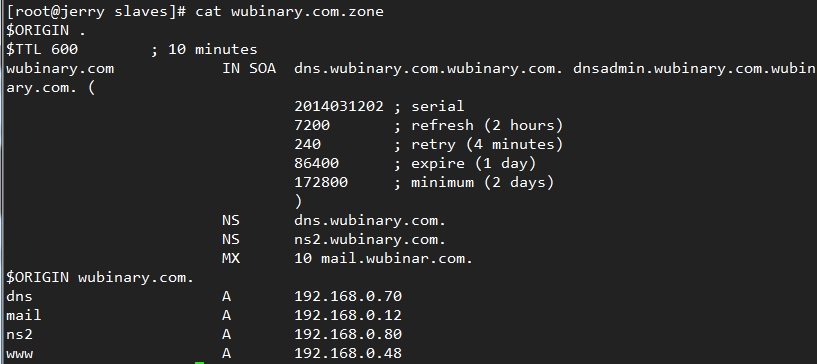 [root@jerry slaves]# cat wubinary.com.zone
$ORIGIN .
$TTL 600 ; 10 minutes
wubinary.com IN SOA dns.wubinary.com.wubinary.com. dnsadmin.wubinary.com.wubin
ary.com. (
2014031202 ; serial
7200 ; refresh (2 hours)
240 ; retry (4 minutes)
86400 ; expire (1 day)
172800 ; minimum (2 days)
)
NS dns.wubinary.com.
NS ns2.wubinary.com.
MX 10 mail.wubinar.com.
$ORIGIN wubinary.com.
dns A 192.168.0.70
mail A 192.168.0.12
ns2 A 192.168.0.80
www A 192.168.0.48